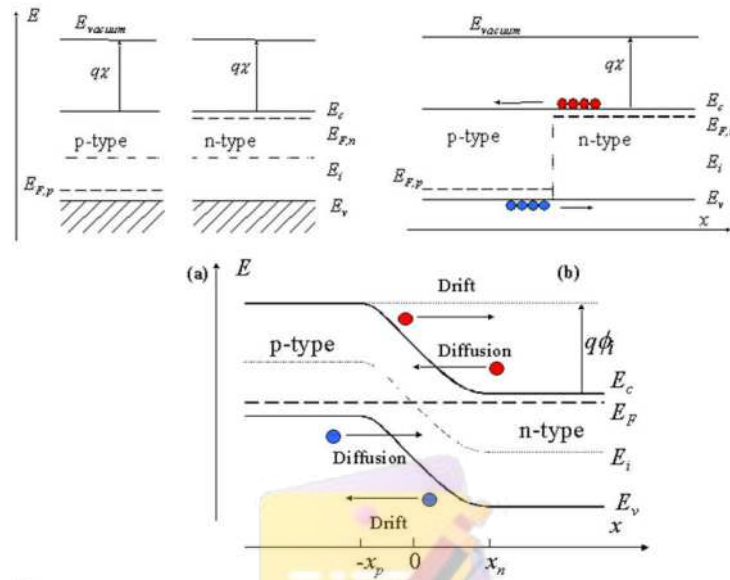 E
E_vacuum
qχ
qχ
p-type
n-type
E_c
E_F,n
E_i
E_F,p
E_v
E_vacuum
qχ
p-type
n-type
E_c
E_F,
E_i
E_F,p
E_v
x
(a)
(b)
E
Drift
p-type
Diffusion
qϕ_i
E_c
E_F
n-type
E_i
Diffusion
Drift
E_v
x
-x_p 0 x_n